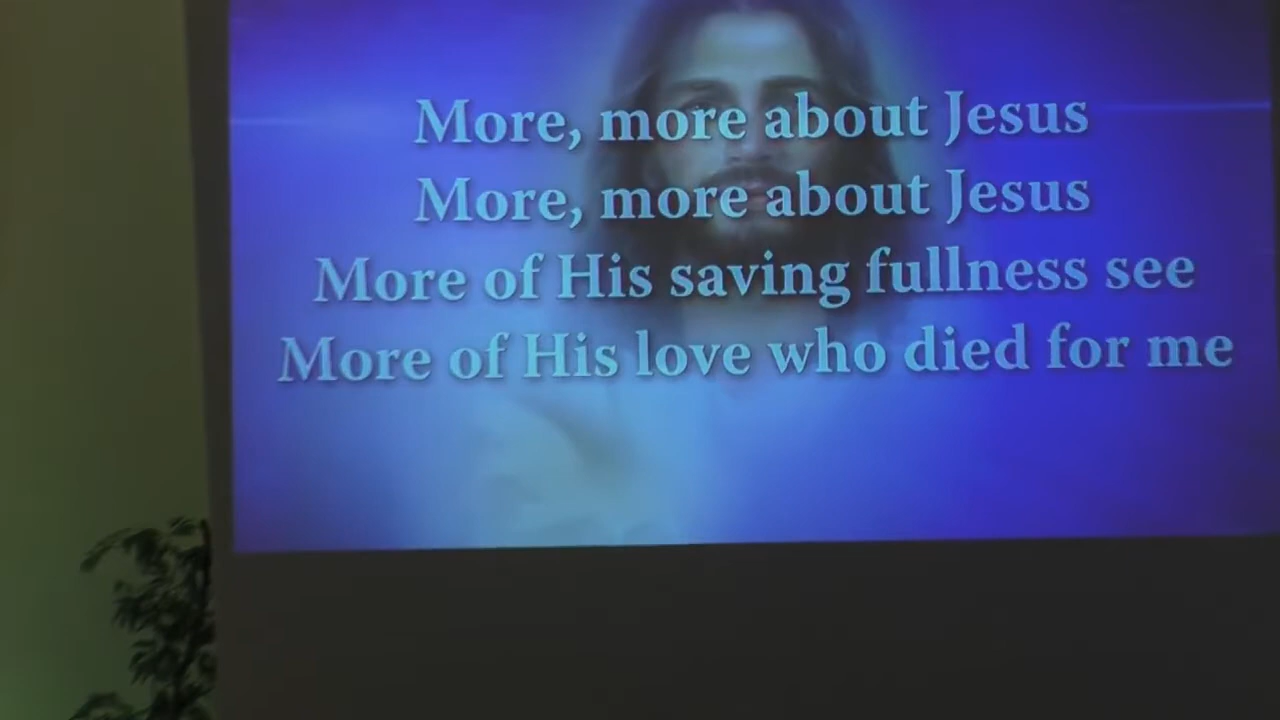 More, more about Jesus
More, more about Jesus
More of His saving fullness see
More of His love who died for me